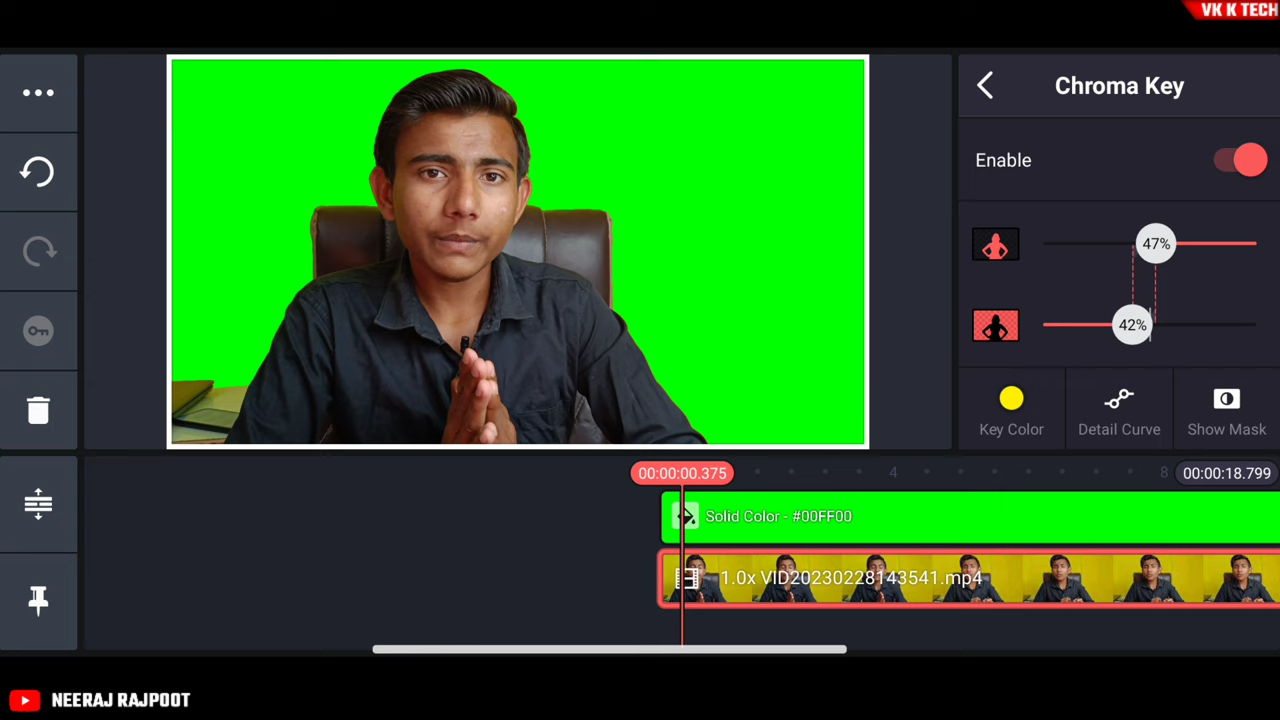 VK K TECH
Chroma Key
Enable
47%
42%
Key Color
Detail Curve
Show Mask
00:00:00.375
4
8
00:00:18.799
Solid Color - #00FF00
1.0x VID20230228143541.mp4
NEERAJ RAJPOOT